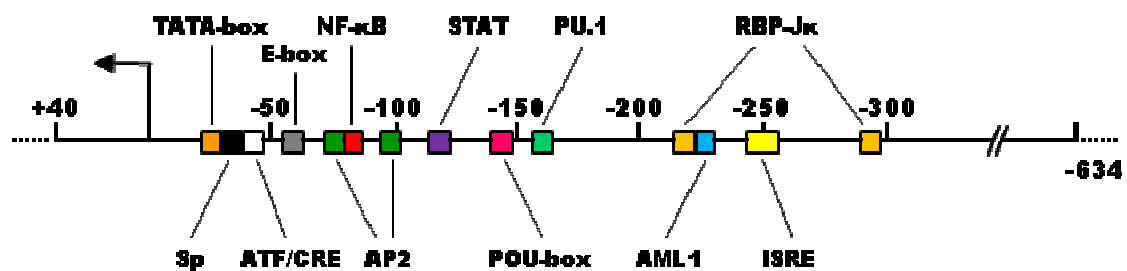 TATA-box NF-κB STAT PU.1 RBP-Jκ
E-box
+40 -50 -100 -150 -200 -250 -300
-634
Sp ATF/CRE AP2 POU-box AML1 ISRE